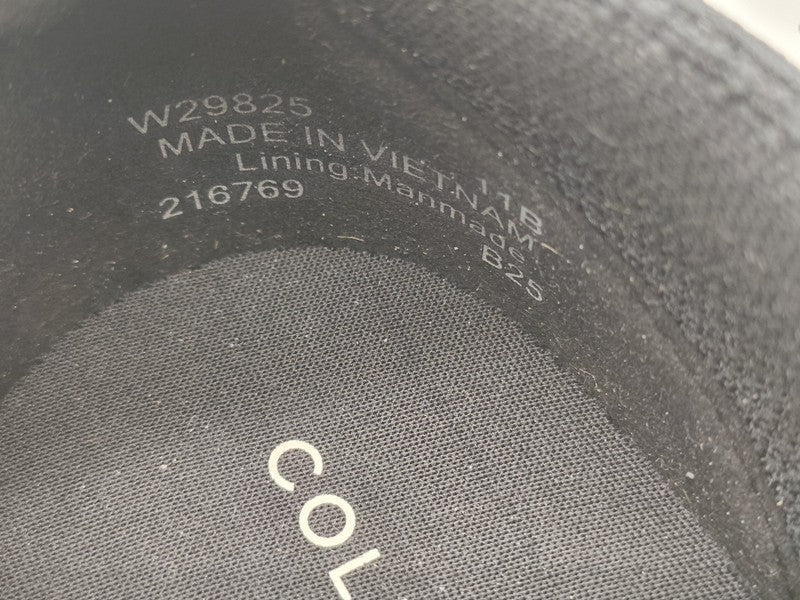 W29825 11B
MADE IN VIETNAM
Lining:Manmade
216769 B25
COL